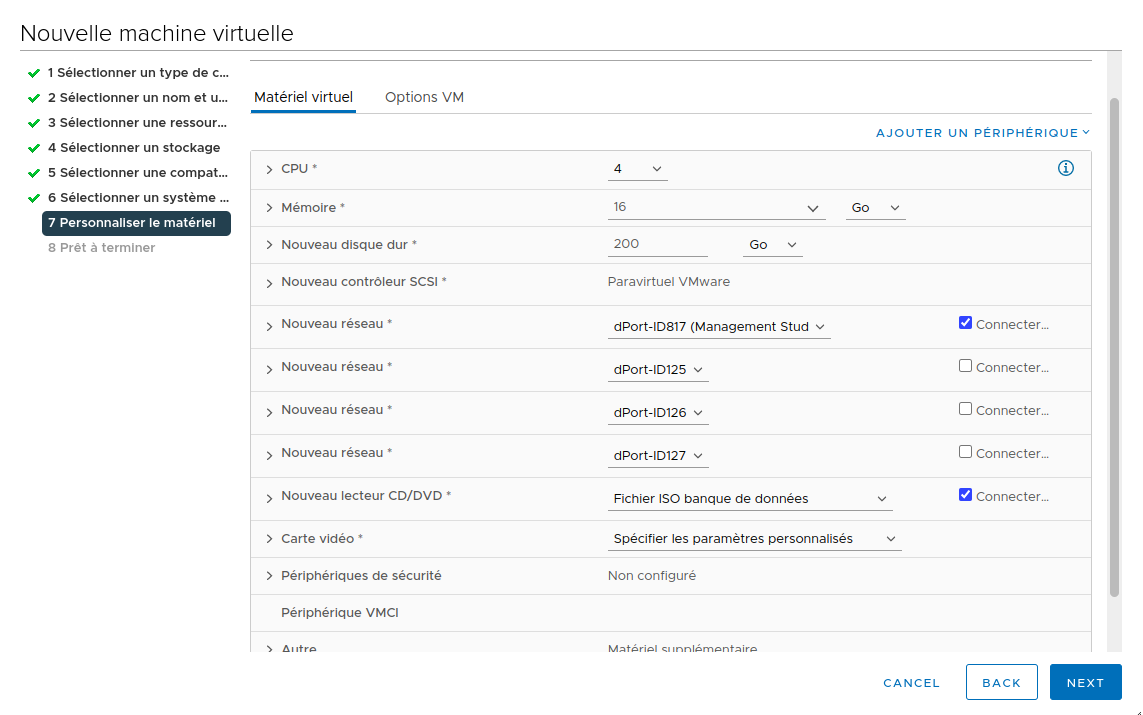 Nouvelle machine virtuelle
1 Sélectionner un type de c...
2 Sélectionner un nom et u...
3 Sélectionner une ressour...
4 Sélectionner un stockage
5 Sélectionner une compat...
6 Sélectionner un système ...
7 Personnaliser le matériel
8 Prêt à terminer
Matériel virtuel Options VM
AJOUTER UN PÉRIPHÉRIQUE
CPU * 4
Mémoire * 16 Go
Nouveau disque dur * 200 Go
Nouveau contrôleur SCSI * Paravirtuel VMware
Nouveau réseau * dPort-ID817 (Management Stud Connecter...
Nouveau réseau * dPort-ID125 Connecter...
Nouveau réseau * dPort-ID126 Connecter...
Nouveau réseau * dPort-ID127 Connecter...
Nouveau lecteur CD/DVD * Fichier ISO banque de données Connecter...
Carte vidéo * Spécifier les paramètres personnalisés
Périphériques de sécurité Non configuré
Périphérique VMCI
Autre Matériel supplémentaire
CANCEL BACK NEXT